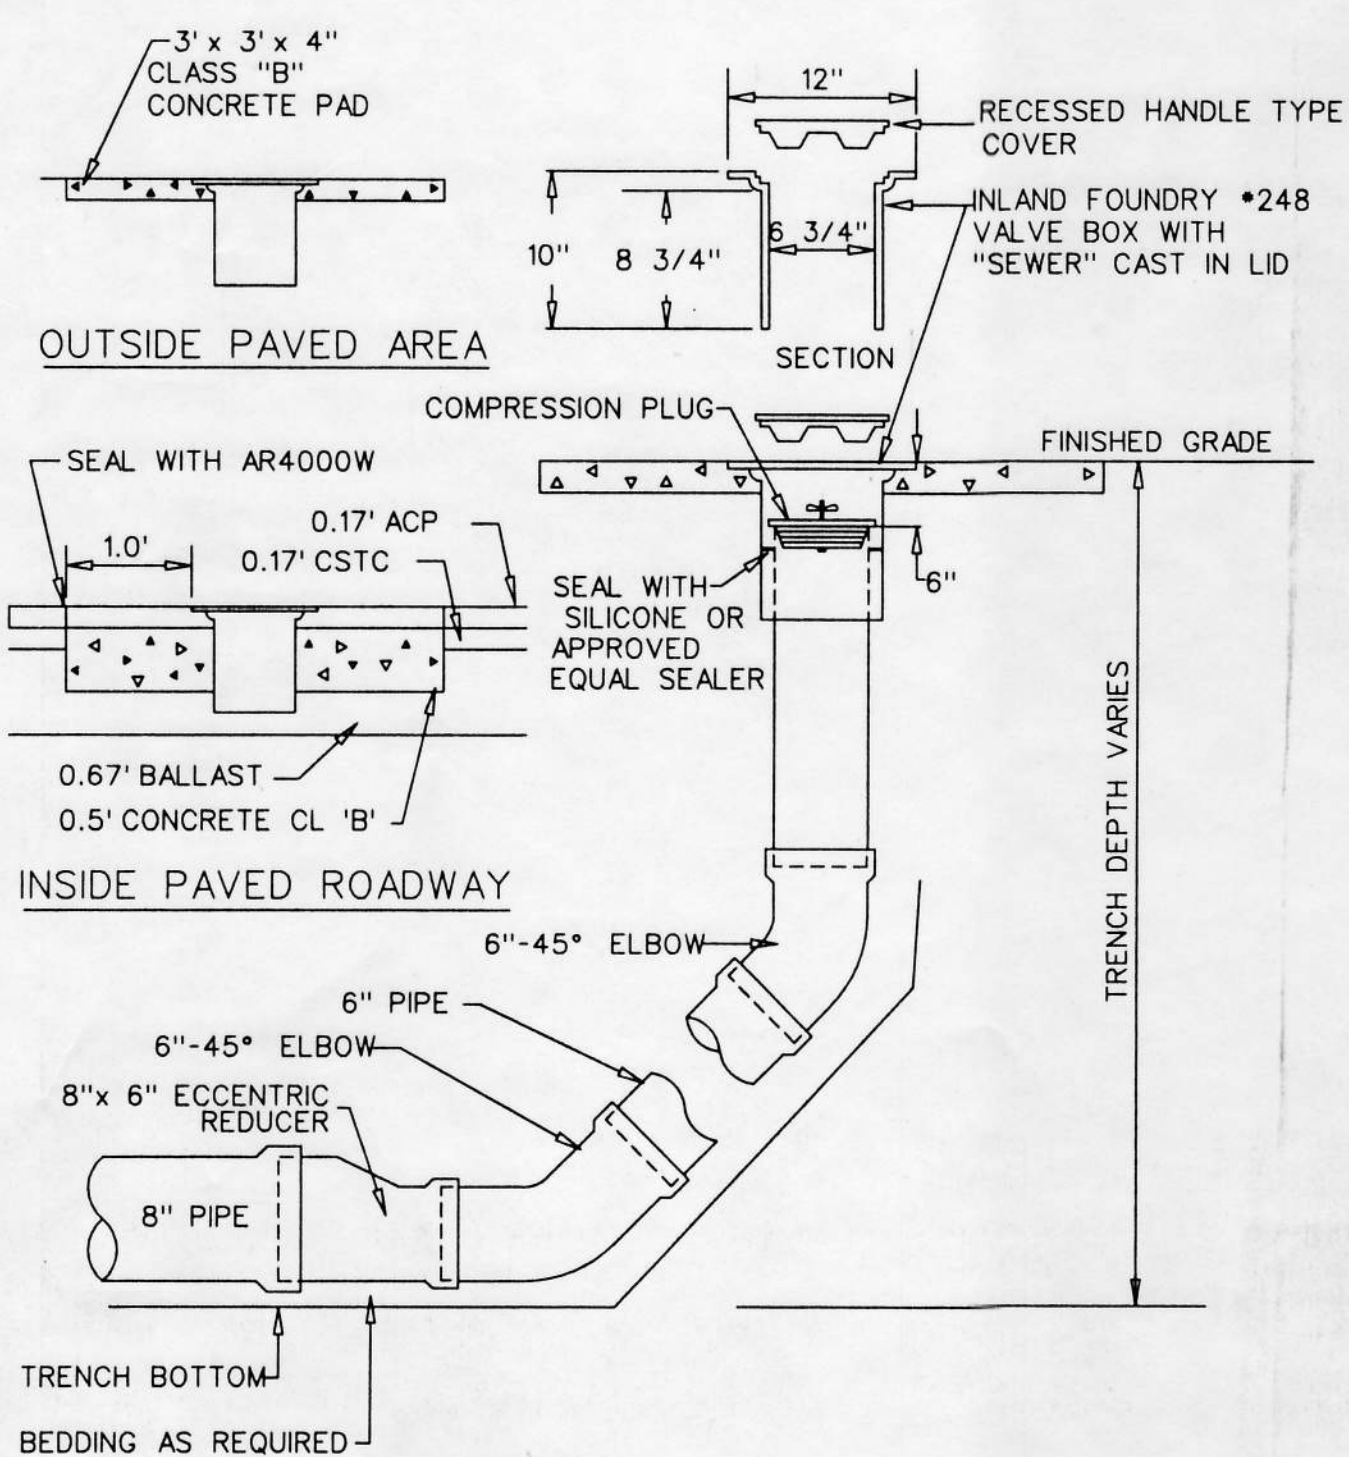 3' x 3' x 4"
CLASS "B"
CONCRETE PAD
OUTSIDE PAVED AREA
12"
RECESSED HANDLE TYPE
COVER
INLAND FOUNDRY #248
VALVE BOX WITH
"SEWER" CAST IN LID
10"
8 3/4"
6 3/4"
SECTION
COMPRESSION PLUG
FINISHED GRADE
SEAL WITH AR4000W
0.17' ACP
1.0'
0.17' CSTC
SEAL WITH
SILICONE OR
APPROVED
EQUAL SEALER
6"
0.67' BALLAST
0.5' CONCRETE CL 'B'
INSIDE PAVED ROADWAY
TRENCH DEPTH VARIES
6"-45° ELBOW
6" PIPE
6"-45° ELBOW
8"x 6" ECCENTRIC
REDUCER
8" PIPE
TRENCH BOTTOM
BEDDING AS REQUIRED